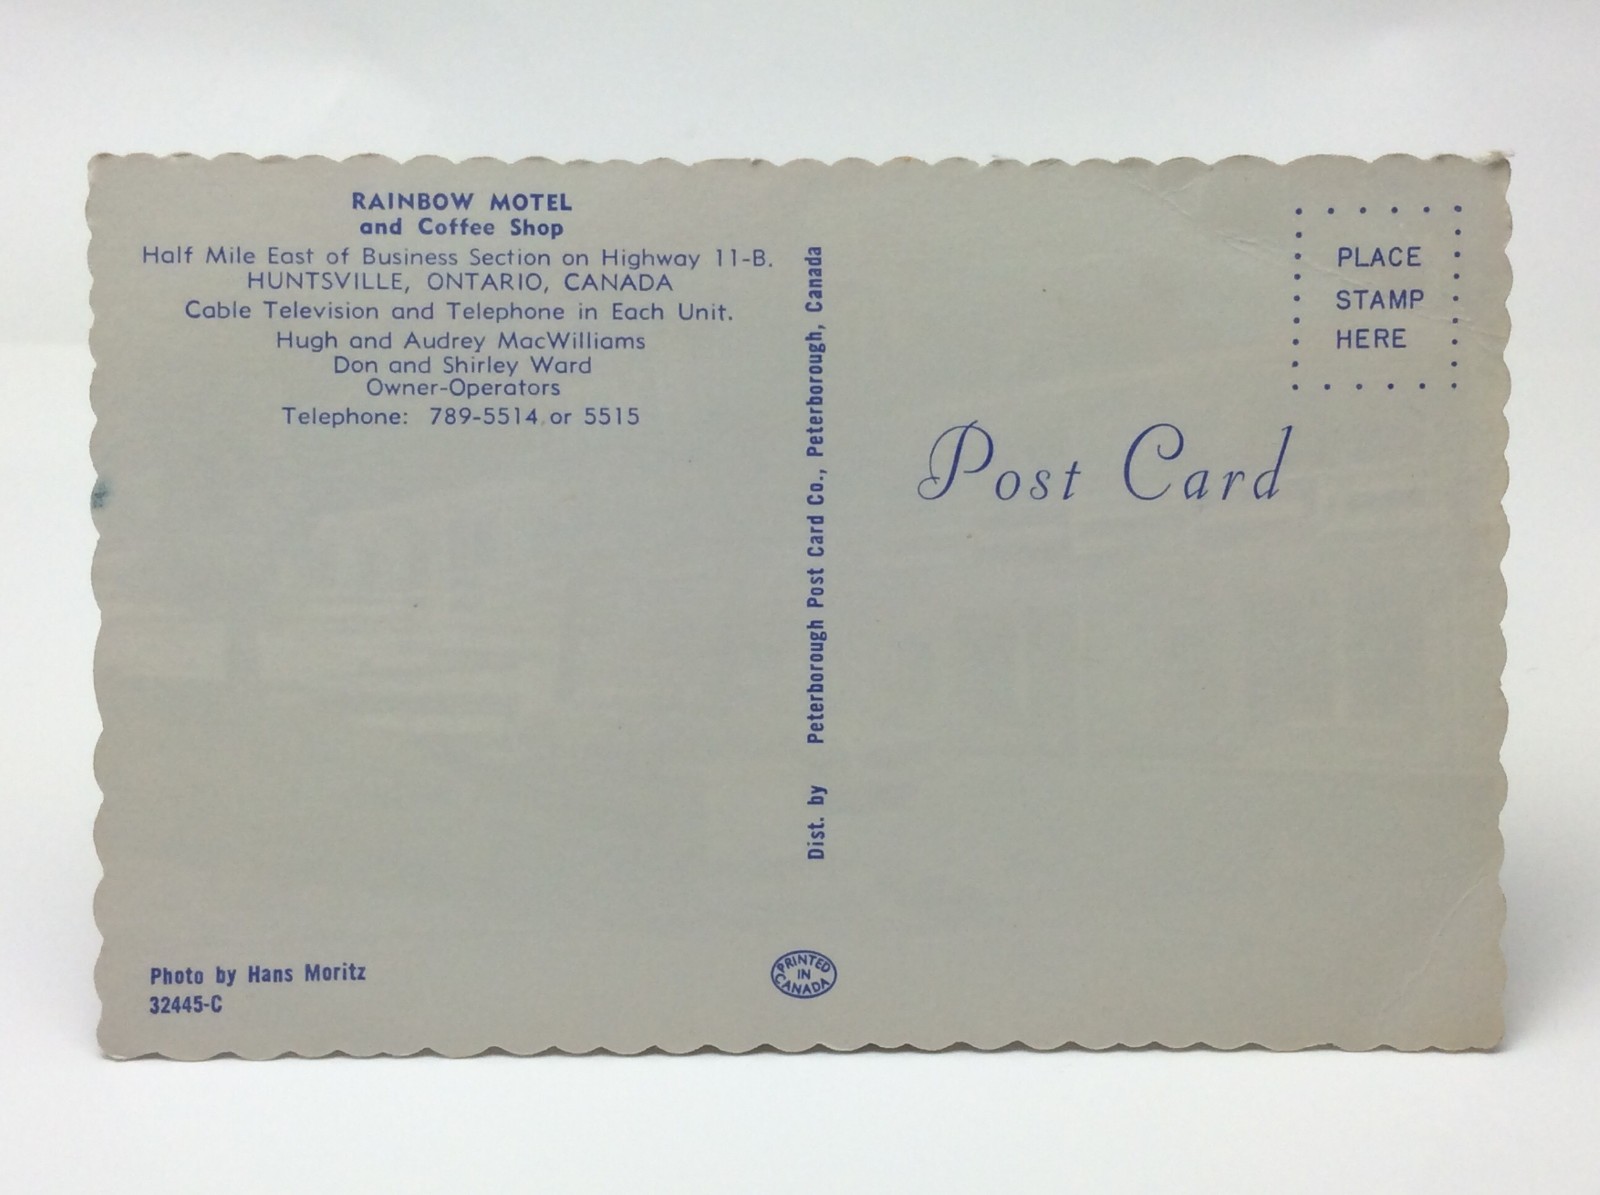 RAINBOW MOTEL
and Coffee Shop
Half Mile East of Business Section on Highway 11-B.
HUNTSVILLE, ONTARIO, CANADA
Cable Television and Telephone in Each Unit.
Hugh and Audrey MacWilliams
Don and Shirley Ward
Owner-Operators
Telephone: 789-5514 or 5515
Photo by Hans Moritz
32445-C
Dist. by Peterborough Post Card Co., Peterborough, Canada
PRINTED
IN
CANADA
PLACE
STAMP
HERE
Post Card